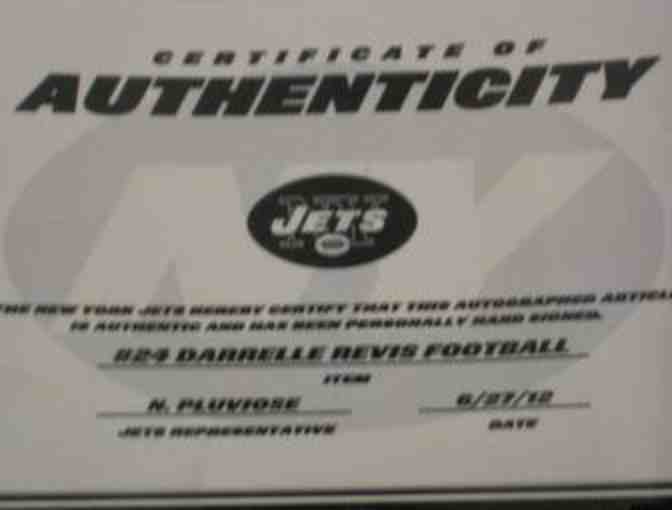 CERTIFICATE OF
AUTHENTICITY
JETS
THE NEW YORK JETS HEREBY CERTIFY THAT THIS AUTOGRAPHED ARTICLE
IS AUTHENTIC AND HAS BEEN PERSONALLY HAND SIGNED.
#24 DARRELLE REVIS FOOTBALL
ITEM
N. PLUVIOSE 6/27/12
JETS REPRESENTATIVE DATE